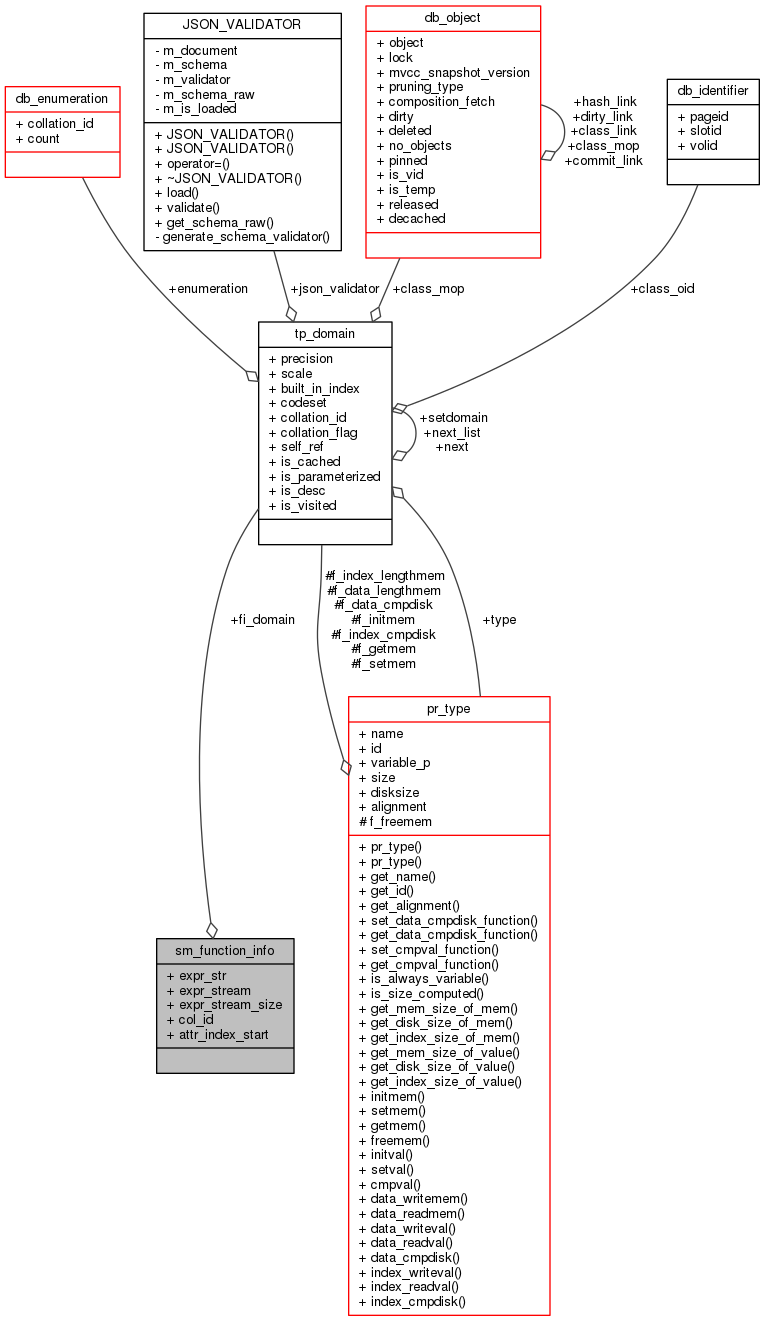 JSON_VALIDATOR
- m_document
- m_schema
- m_validator
- m_schema_raw
- m_is_loaded
+ JSON_VALIDATOR()
+ JSON_VALIDATOR()
+ operator=()
+ ~JSON_VALIDATOR()
+ load()
+ validate()
+ get_schema_raw()
- generate_schema_validator()
db_object
+ object
+ lock
+ mvcc_snapshot_version
+ pruning_type
+ composition_fetch
+ dirty
+ deleted
+ no_objects
+ pinned
+ is_vid
+ is_temp
+ released
+ decached
+hash_link
+dirty_link
+class_link
+class_mop
+commit_link
db_enumeration
+ collation_id
+ count
db_identifier
+ pageid
+ slotid
+ volid
+enumeration
+json_validator
+class_mop
+class_oid
tp_domain
+ precision
+ scale
+ built_in_index
+ codeset
+ collation_id
+ collation_flag
+ self_ref
+ is_cached
+ is_parameterized
+ is_desc
+ is_visited
+setdomain
+next_list
+next
+fi_domain
#f_index_lengthmem
#f_data_lengthmem
#f_data_cmpdisk
#f_initmem
#f_index_cmpdisk
#f_getmem
#f_setmem
+type
pr_type
+ name
+ id
+ variable_p
+ size
+ disksize
+ alignment
# f_freemem
+ pr_type()
+ pr_type()
+ get_name()
+ get_id()
+ get_alignment()
+ set_data_cmpdisk_function()
+ get_data_cmpdisk_function()
+ set_cmpval_function()
+ get_cmpval_function()
+ is_always_variable()
+ is_size_computed()
+ get_mem_size_of_mem()
+ get_disk_size_of_mem()
+ get_index_size_of_mem()
+ get_mem_size_of_value()
+ get_disk_size_of_value()
+ get_index_size_of_value()
+ initmem()
+ setmem()
+ getmem()
+ freemem()
+ initval()
+ setval()
+ cmpval()
+ data_writemem()
+ data_readmem()
+ data_writeval()
+ data_readval()
+ data_cmpdisk()
+ index_writeval()
+ index_readval()
+ index_cmpdisk()
sm_function_info
+ expr_str
+ expr_stream
+ expr_stream_size
+ col_id
+ attr_index_start